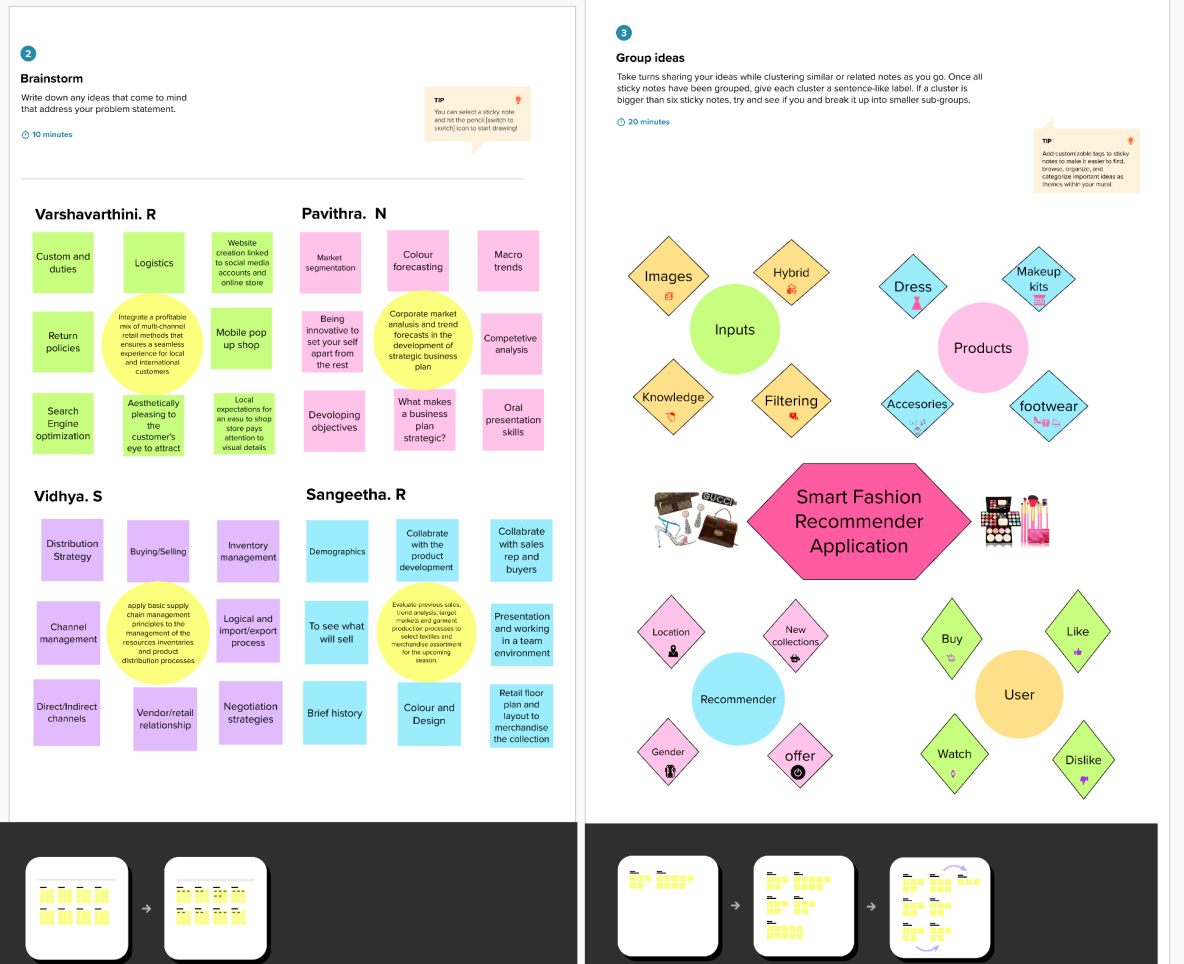 2
Brainstorm
Write down any ideas that come to mind
that address your problem statement.
10 minutes
TIP
You can select a sticky note
and hit the pencil [switch to
sketch] icon to start drawing!
Varshavarthini. R
Custom and
duties
Logistics
Website
creation linked
to social media
accounts and
online store
Return
policies
Integrate a profitable
mix of multi-channel
retail methods that
ensures a seamless
experience for local
and international
customers
Mobile pop
up shop
Search
Engine
optimization
Aesthetically
pleasing to
the
customer's
eye to attract
Local
expectations for
an easy to shop
store pays
attention to
visual details
Pavithra. N
Market
segmentation
Colour
forecasting
Macro
trends
Being
innovative to
set your self
apart from
the rest
Corporate market
analysis and trend
forecasts in the
development of
strategic business
plan
Competetive
analysis
Devoloping
objectives
What makes
a business
plan
strategic?
Oral
presentation
skills
Vidhya. S
Distribution
Strategy
Buying/Selling
Inventory
management
Channel
management
apply basic supply
chain management
principles to the
management of the
resources inventaries
and product
distribution processes
Logical and
import/export
process
Direct/Indirect
channels
Vendor/retail
relationship
Negotiation
strategies
Sangeetha. R
Demographics
Collabrate
with the
product
development
Collabrate
with sales
rep and
buyers
To see what
will sell
Evaluate previous sales,
trend analysis, target
markets and garment
production processes to
select textiles and
merchandise assortment
for the upcoming
season.
Presentation
and working
in a team
environment
Brief history
Colour and
Design
Retail floor
plan and
layout to
merchandise
the collection
3
Group ideas
Take turns sharing your ideas while clustering similar or related notes as you go. Once all
sticky notes have been grouped, give each cluster a sentence-like label. If a cluster is
bigger than six sticky notes, try and see if you and break it up into smaller sub-groups.
20 minutes
TIP
Add customizable tags to sticky
notes to make it easier to find,
browse, organize, and
categorize important ideas as
themes within your mural.
Images
Hybrid
Inputs
Knowledge
Filtering
Dress
Makeup
kits
Products
Accesories
footwear
GUCCI
Smart Fashion
Recommender
Application
Location
New
collections
Recommender
Gender
offer
Buy
Like
User
Watch
Dislike